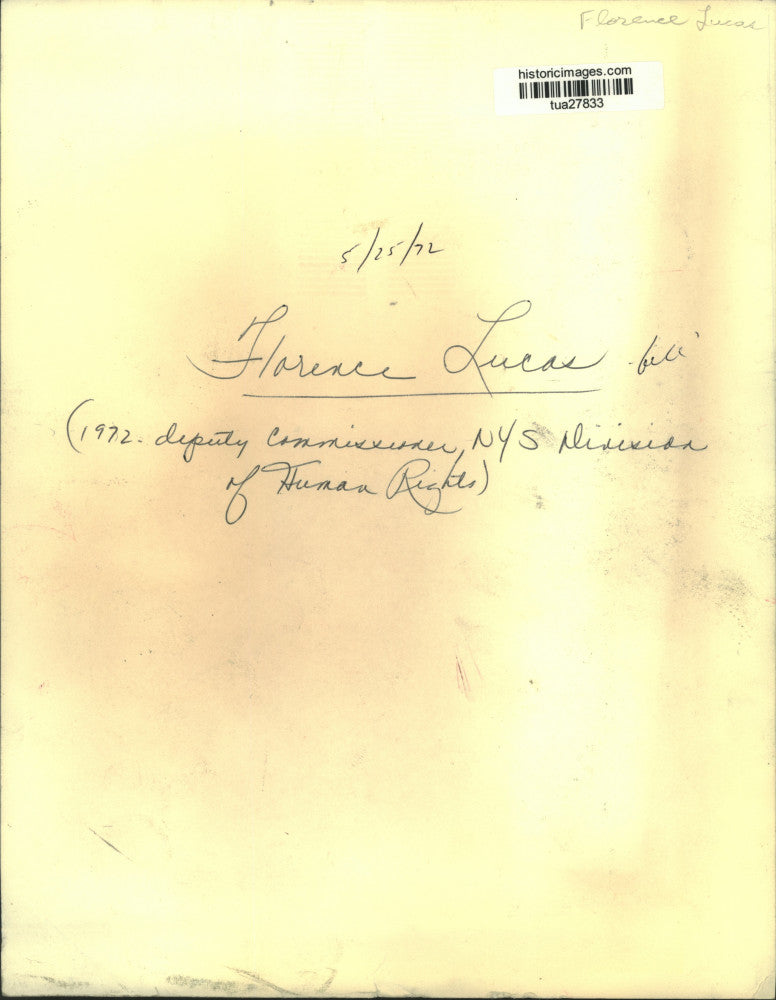 Florence Lucas
historicimages.com
tua27833
5/25/72
Florence Lucas
(1972- deputy Commissioner, NYS Division
of Human Rights)